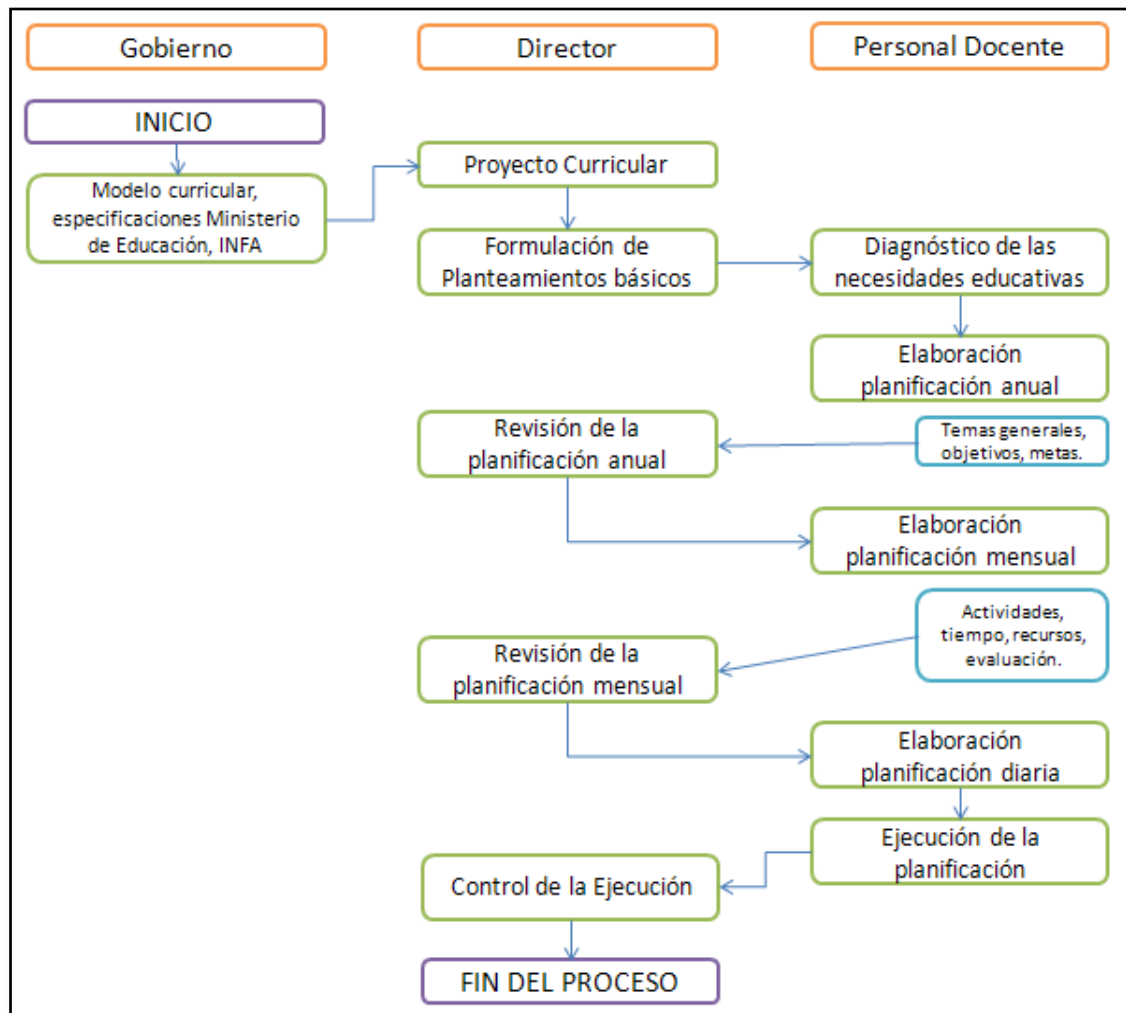 Gobierno
Director
Personal Docente
INICIO
Modelo curricular,
especificaciones Ministerio
de Educación, INFA
Proyecto Curricular
Formulación de
Planteamientos básicos
Diagnóstico de las
necesidades educativas
Elaboración
planificación anual
Temas generales,
objetivos, metas.
Revisión de la
planificación anual
Elaboración
planificación mensual
Actividades,
tiempo, recursos,
evaluación.
Revisión de la
planificación mensual
Elaboración
planificación diaria
Ejecución de la
planificación
Control de la Ejecución
FIN DEL PROCESO